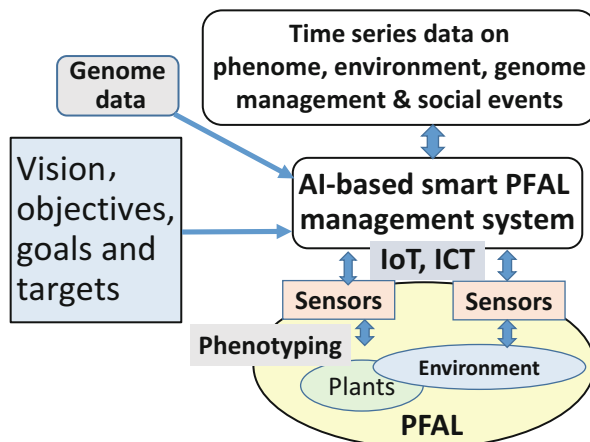 Time series data on
phenome, environment, genome
management & social events
Genome
data
Vision,
objectives,
goals and
targets
AI-based smart PFAL
management system
IoT, ICT
Sensors
Sensors
Phenotyping
Environment
Plants
PFAL